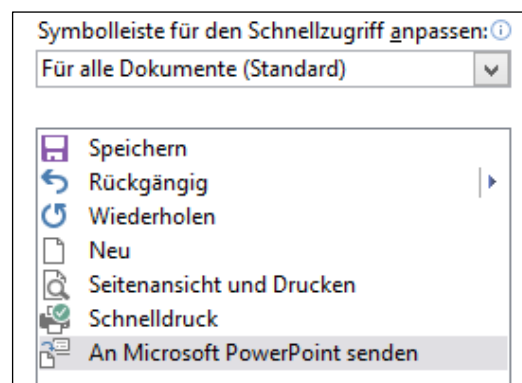 Symbolleiste für den Schnellzugriff anpassen:
Für alle Dokumente (Standard)
Speichern
Rückgängig
Wiederholen
Neu
Seitenansicht und Drucken
Schnelldruck
An Microsoft PowerPoint senden